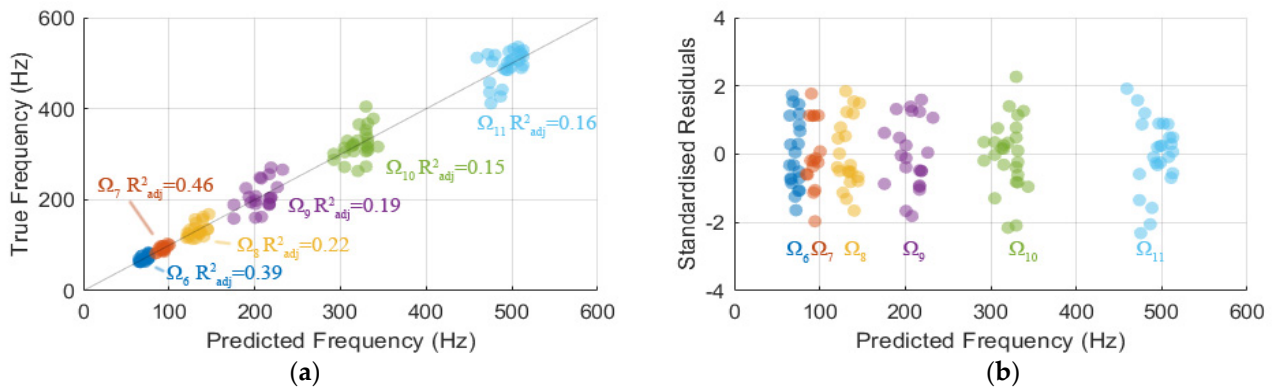 600
400
200
0
0 100 200 300 400 500 600
True Frequency (Hz)
Predicted Frequency (Hz)
Ω₁₁ R²adj=0.16
Ω₁₀ R²adj=0.15
Ω₇ R²adj=0.46
Ω₉ R²adj=0.19
Ω₈ R²adj=0.22
Ω₆ R²adj=0.39
(a)
4
2
0
-2
-4
0 100 200 300 400 500 600
Standardised Residuals
Predicted Frequency (Hz)
Ω₆ Ω₇ Ω₈ Ω₉ Ω₁₀ Ω₁₁
(b)